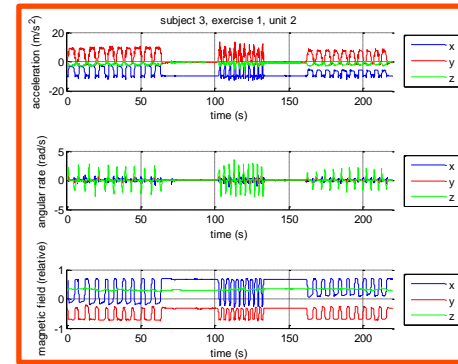 subject 3, exercise 1, unit 2
acceleration (m/s²)
20
0
-20
0 50 100 150 200
time (s)
x
y
z
angular rate (rad/s)
5
0
-5
0 50 100 150 200
time (s)
x
y
z
magnetic field (relative)
1
0
-1
0 50 100 150 200
time (s)
x
y
z